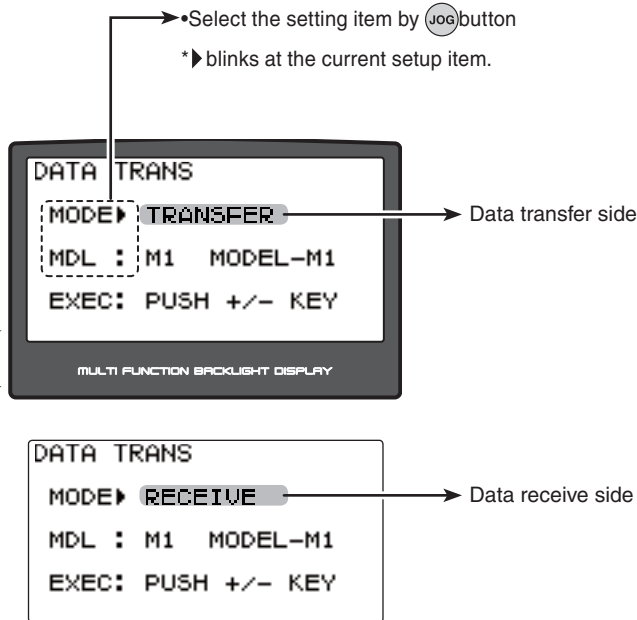 •Select the setting item by JOG button
*▶blinks at the current setup item.
DATA TRANS
MODE▶ TRANSFER
Data transfer side
MDL : M1 MODEL-M1
EXEC: PUSH +/- KEY
MULTI FUNCTION BACKLIGHT DISPLAY
DATA TRANS
MODE▶ RECEIVE
Data receive side
MDL : M1 MODEL-M1
EXEC: PUSH +/- KEY